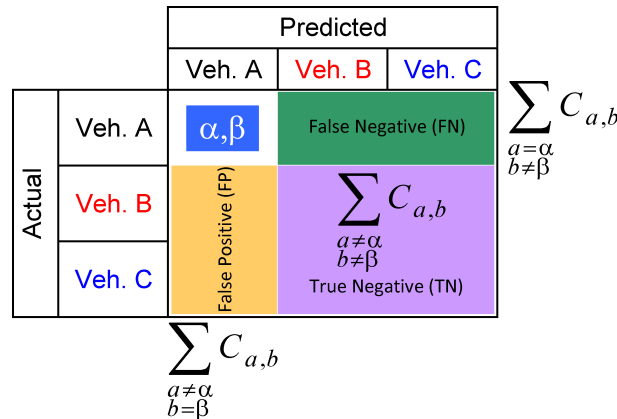 Predicted
Veh. A Veh. B Veh. C
Actual
Veh. A
α,β
False Negative (FN)
∑ C a,b
a=α
b≠β
Veh. B
Veh. C
False Positive (FP)
∑ C a,b
a≠α
b≠β
True Negative (TN)
∑ C a,b
a≠α
b=β